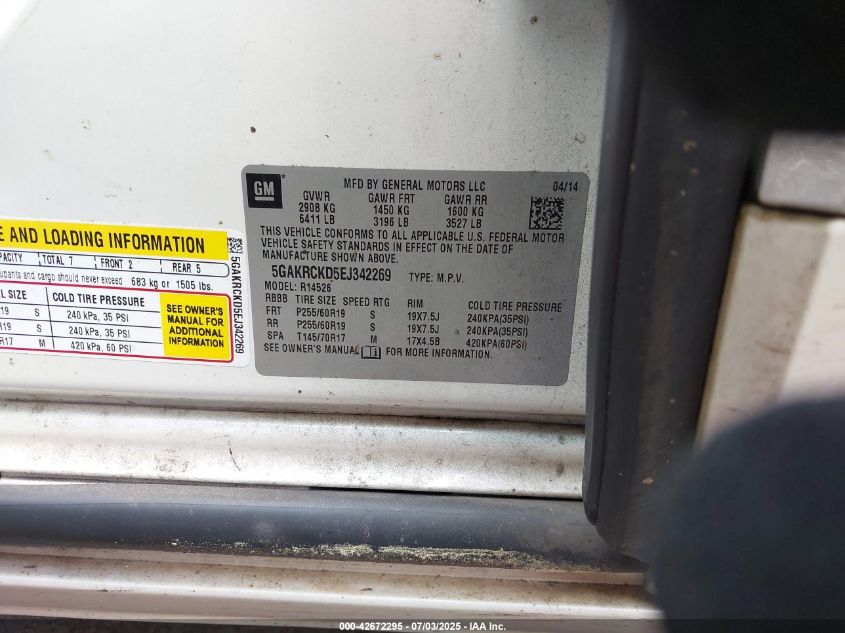 GM
MFD BY GENERAL MOTORS LLC 04/14
GVWR GAWR FRT GAWR RR
2908 KG 1450 KG 1600 KG
6411 LB 3196 LB 3527 LB
THIS VEHICLE CONFORMS TO ALL APPLICABLE U.S. FEDERAL MOTOR
VEHICLE SAFETY STANDARDS IN EFFECT ON THE DATE OF
MANUFACTURE SHOWN ABOVE.
5GAKRCKD5EJ342269 TYPE: M.P.V.
MODEL: R14526
RBBB TIRE SIZE SPEED RTG RIM COLD TIRE PRESSURE
FRT P255/60R19 S 19X7.5J 240KPA(35PSI)
RR P255/60R19 S 19X7.5J 240KPA(35PSI)
SPA T145/70R17 M 17X4.5B 420KPA(60PSI)
SEE OWNER'S MANUAL FOR MORE INFORMATION.
E AND LOADING INFORMATION
PACITY TOTAL 7 FRONT 2 REAR 5
upants and cargo should never exceed 683 kg or 1505 lbs.
L SIZE COLD TIRE PRESSURE
R19 S 240 kPa, 35 PSI
R19 S 240 kPa, 35 PSI
R17 M 420 kPa, 60 PSI
SEE OWNER'S
MANUAL FOR
ADDITIONAL
INFORMATION
5GAKRCKD5EJ342269
000-42672295 - 07/03/2025 - IAA Inc.